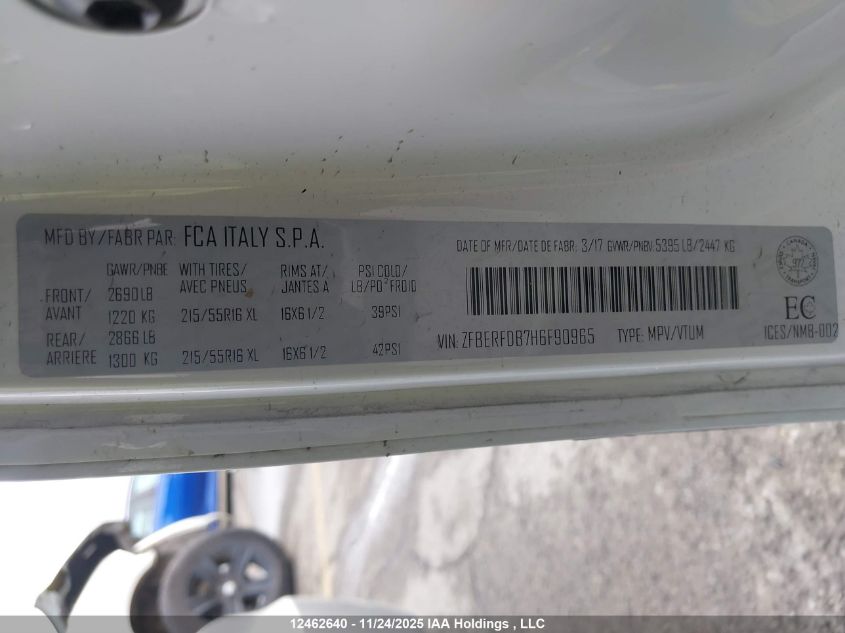 MFD BY/FABR PAR: FCA ITALY S.P.A.
DATE OF MFR/DATE DE FABR: 3/17 GVWR/PNBV: 5395 LB/2447 KG
GAWR/PNBE WITH TIRES/ AVEC PNEUS RIMS AT/ JANTES A PSI COLD/ LB/PO² FROID
FRONT/ AVANT 2690 LB 1220 KG 215/55R16 XL 16X6 1/2 39PSI
REAR/ ARRIERE 2866 LB 1300 KG 215/55R16 XL 16X6 1/2 42PSI
VIN: ZFBERFDB7H6F90965 TYPE: MPV/VTUM
CANADA
TRANSPORT
EC
ICES/NMB-002
12462640 - 11/24/2025 IAA Holdings , LLC